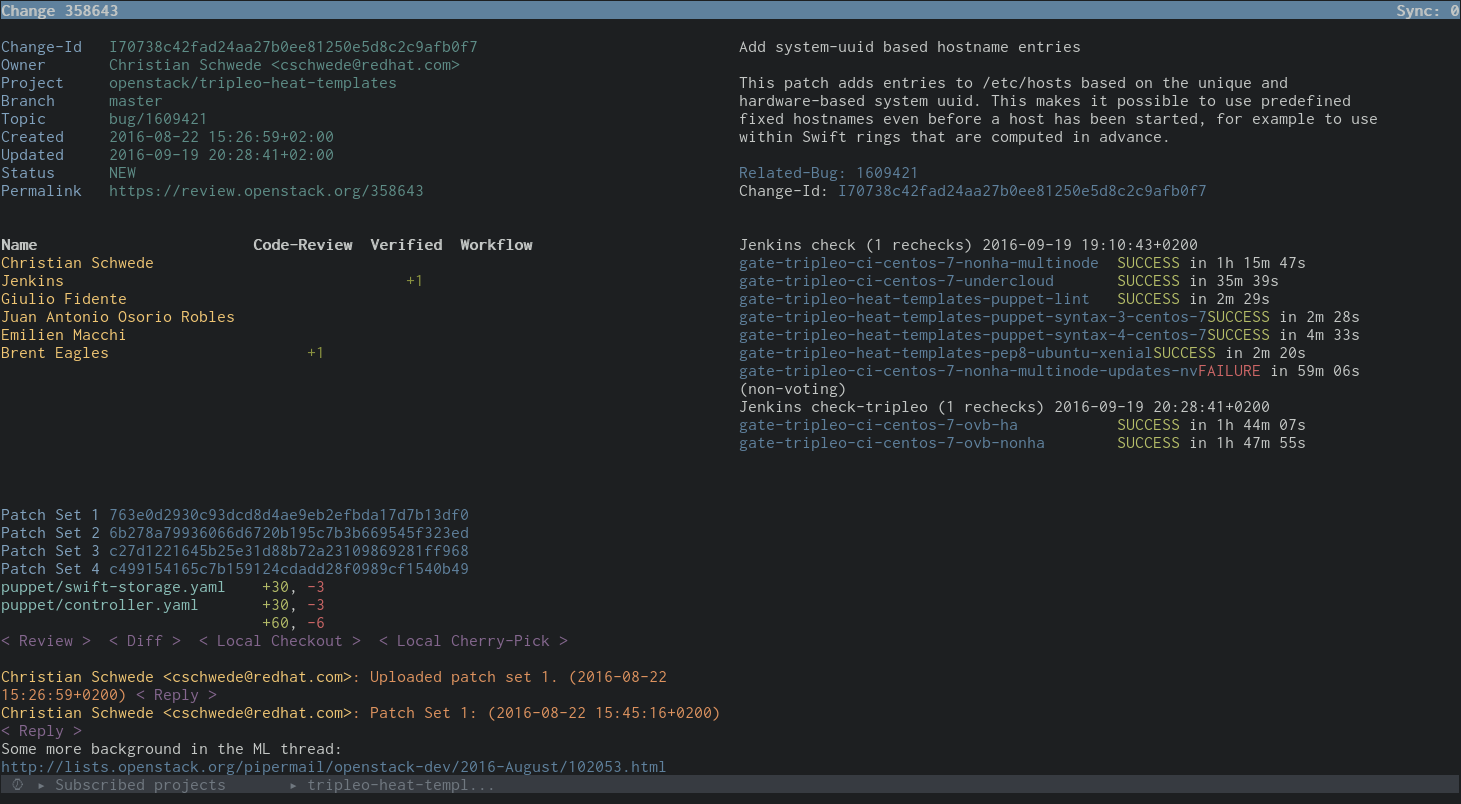 Change 358643 Sync: 0
Change-Id I70738c42fad24aa27b0ee81250e5d8c2c9afb0f7
Owner Christian Schwede <cschwede@redhat.com>
Project openstack/tripleo-heat-templates
Branch master
Topic bug/1609421
Created 2016-08-22 15:26:59+02:00
Updated 2016-09-19 20:28:41+02:00
Status NEW
Permalink https://review.openstack.org/358643
Add system-uuid based hostname entries
This patch adds entries to /etc/hosts based on the unique and
hardware-based system uuid. This makes it possible to use predefined
fixed hostnames even before a host has been started, for example to use
within Swift rings that are computed in advance.
Related-Bug: 1609421
Change-Id: I70738c42fad24aa27b0ee81250e5d8c2c9afb0f7
Name Code-Review Verified Workflow
Christian Schwede
Jenkins +1
Giulio Fidente
Juan Antonio Osorio Robles
Emilien Macchi
Brent Eagles +1
Jenkins check (1 rechecks) 2016-09-19 19:10:43+0200
gate-tripleo-ci-centos-7-nonha-multinode SUCCESS in 1h 15m 47s
gate-tripleo-ci-centos-7-undercloud SUCCESS in 35m 39s
gate-tripleo-heat-templates-puppet-lint SUCCESS in 2m 29s
gate-tripleo-heat-templates-puppet-syntax-3-centos-7SUCCESS in 2m 28s
gate-tripleo-heat-templates-puppet-syntax-4-centos-7SUCCESS in 4m 33s
gate-tripleo-heat-templates-pep8-ubuntu-xenialSUCCESS in 2m 20s
gate-tripleo-ci-centos-7-nonha-multinode-updates-nvFAILURE in 59m 06s
(non-voting)
Jenkins check-tripleo (1 rechecks) 2016-09-19 20:28:41+0200
gate-tripleo-ci-centos-7-ovb-ha SUCCESS in 1h 44m 07s
gate-tripleo-ci-centos-7-ovb-nonha SUCCESS in 1h 47m 55s
Patch Set 1 763e0d2930c93dcd8d4ae9eb2efbda17d7b13df0
Patch Set 2 6b278a79936066d6720b195c7b3b669545f323ed
Patch Set 3 c27d1221645b25e31d88b72a23109869281ff968
Patch Set 4 c499154165c7b159124cdadd28f0989cf1540b49
puppet/swift-storage.yaml +30, -3
puppet/controller.yaml +30, -3
+60, -6
< Review > < Diff > < Local Checkout > < Local Cherry-Pick >
Christian Schwede <cschwede@redhat.com>: Uploaded patch set 1. (2016-08-22
15:26:59+0200) < Reply >
Christian Schwede <cschwede@redhat.com>: Patch Set 1: (2016-08-22 15:45:16+0200)
< Reply >
Some more background in the ML thread:
http://lists.openstack.org/pipermail/openstack-dev/2016-August/102053.html
▸ Subscribed projects ▸ tripleo-heat-templ...